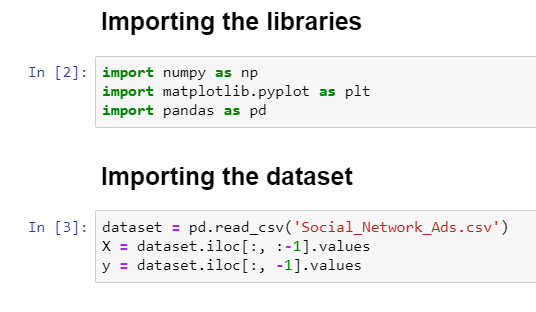 Importing the libraries
In [2]: import numpy as np
import matplotlib.pyplot as plt
import pandas as pd
Importing the dataset
In [3]: dataset = pd.read_csv('Social_Network_Ads.csv')
X = dataset.iloc[:, :-1].values
y = dataset.iloc[:, -1].values